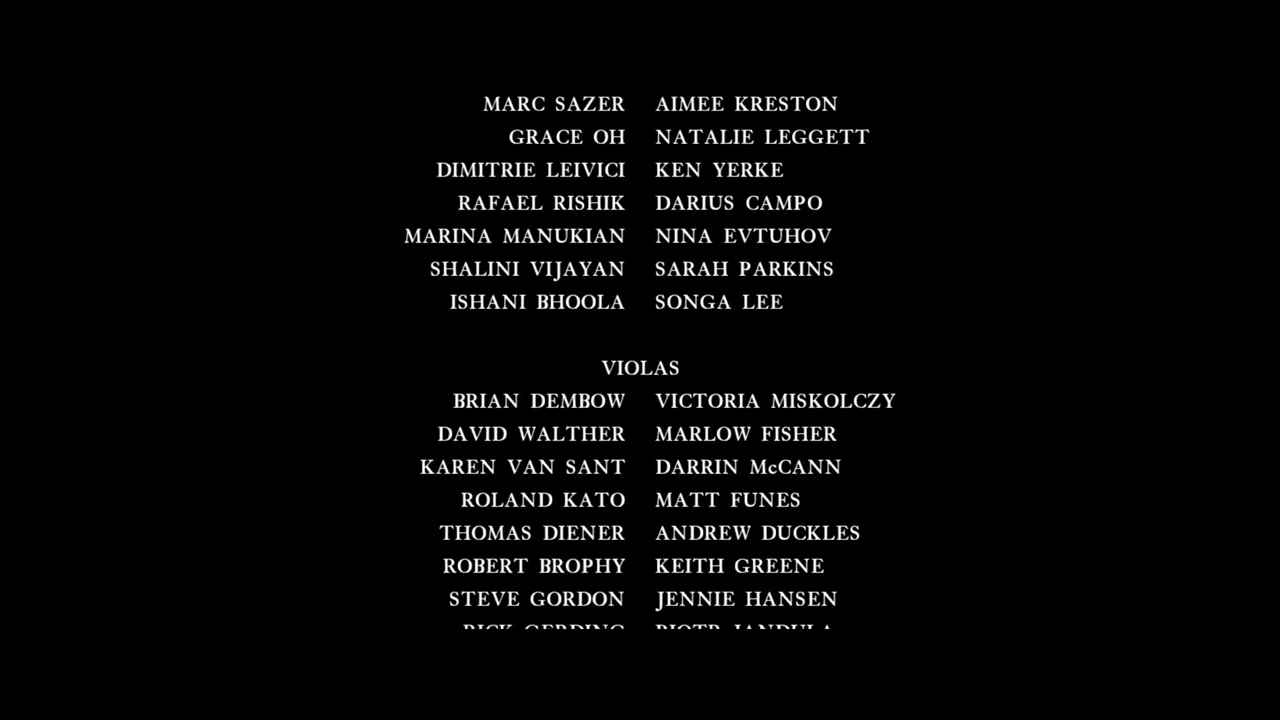 MARC SAZER AIMEE KRESTON
GRACE OH NATALIE LEGGETT
DIMITRIE LEIVICI KEN YERKE
RAFAEL RISHIK DARIUS CAMPO
MARINA MANUKIAN NINA EVTUHOV
SHALINI VIJAYAN SARAH PARKINS
ISHANI BHOOLA SONGA LEE
VIOLAS
BRIAN DEMBOW VICTORIA MISKOLCZY
DAVID WALTHER MARLOW FISHER
KAREN VAN SANT DARRIN McCANN
ROLAND KATO MATT FUNES
THOMAS DIENER ANDREW DUCKLES
ROBERT BROPHY KEITH GREENE
STEVE GORDON JENNIE HANSEN